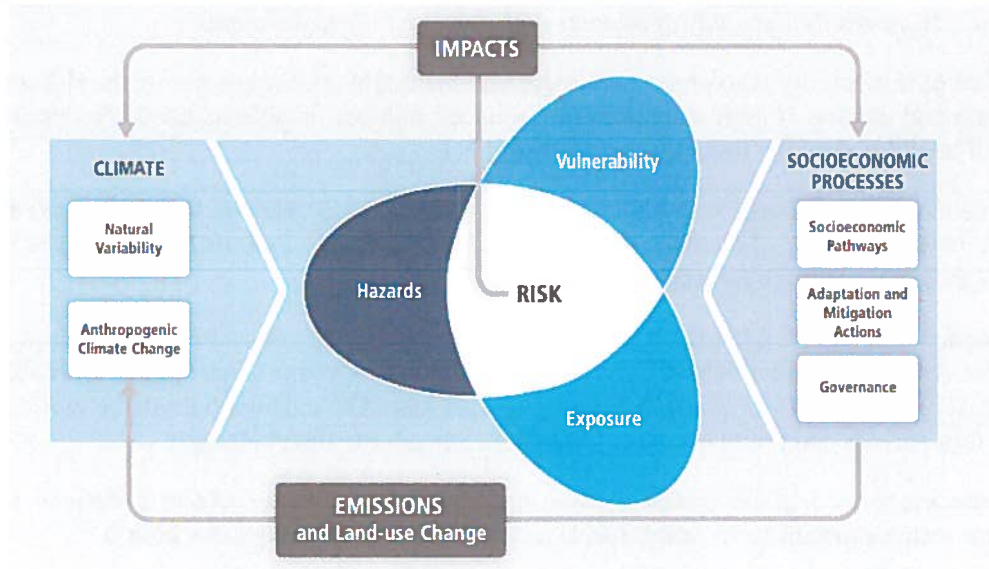 IMPACTS
CLIMATE
Natural
Variability
Anthropogenic
Climate Change
Vulnerability
Hazards
RISK
Exposure
SOCIOECONOMIC
PROCESSES
Socioeconomic
Pathways
Adaptation and
Mitigation
Actions
Governance
EMISSIONS
and Land-use Change